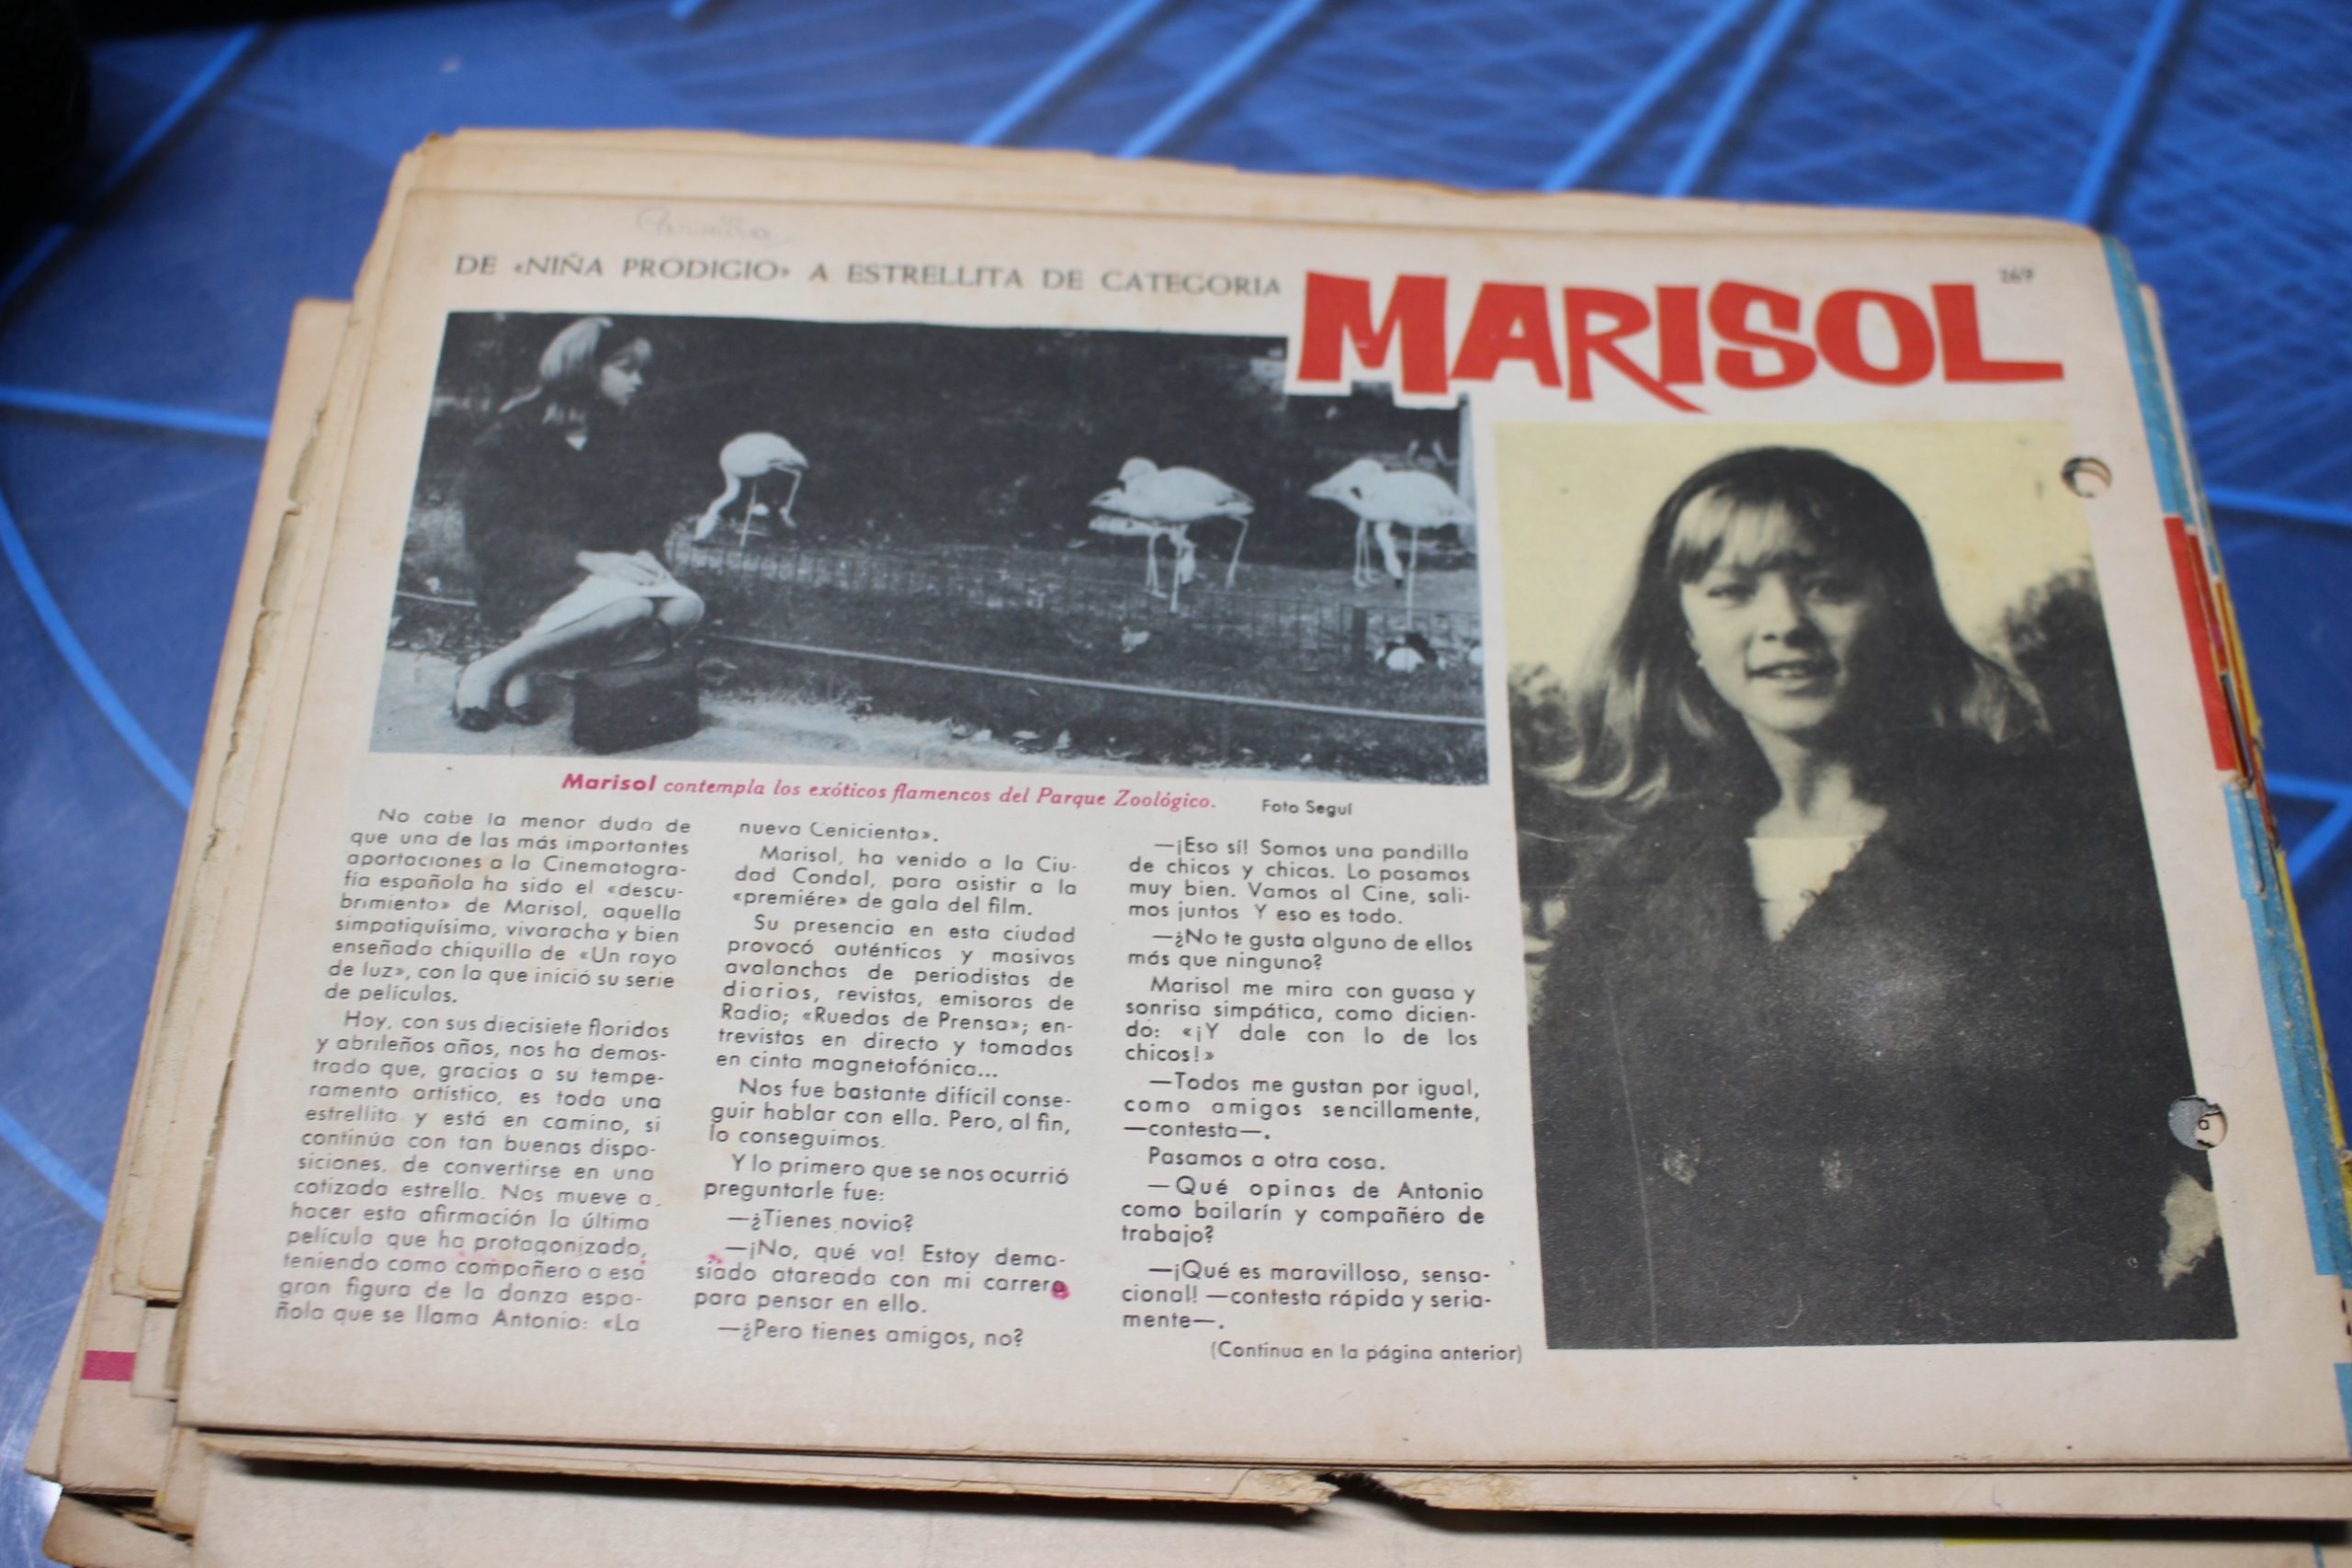 DE «NIÑA PRODIGIO» A ESTRELLITA DE CATEGORIA
MARISOL
169
Marisol contempla los exóticos flamencos del Parque Zoológico.
Foto Seguí
No cabe la menor duda de
que una de las más importantes
aportaciones a la Cinematogra-
fía española ha sido el «descu-
brimiento» de Marisol, aquella
simpatiquísima, vivaracha y bien
enseñada chiquilla de «Un rayo
de luz», con la que inició su serie
de películas.
Hoy, con sus diecisiete floridos
y abrileños años, nos ha demos-
trado que, gracias a su tempe-
ramento artístico, es toda una
estrellita y está en camino, si
continúa con tan buenas dispo-
siciones, de convertirse en una
cotizada estrella. Nos mueve a
hacer esta afirmación la última
película que ha protagonizado,
teniendo como compañero a esa
gran figura de la danza espa-
ñola que se llama Antonio: «La
nueva Cenicienta».
Marisol, ha venido a la Ciu-
dad Condal, para asistir a la
«premiére» de gala del film.
Su presencia en esta ciudad
provocó auténticos y masivas
avalanchas de periodistas de
diarios, revistas, emisoras de
Radio; «Ruedas de Prensa»; en-
trevistas en directo y tomadas
en cinta magnetofónica...
Nos fue bastante difícil conse-
guir hablar con ella. Pero, al fin,
lo conseguimos.
Y lo primero que se nos ocurrió
preguntarle fue:
—¿Tienes novio?
—¡No, qué va! Estoy dema-
siado atareada con mi carrera
para pensar en ello.
—¿Pero tienes amigos, no?
—¡Eso sí! Somos una pandilla
de chicos y chicas. Lo pasamos
muy bien. Vamos al Cine, sali-
mos juntos Y eso es todo.
—¿No te gusta alguno de ellos
más que ninguno?
Marisol me mira con guasa y
sonrisa simpática, como dicien-
do: «¡Y dale con lo de los
chicos!»
—Todos me gustan por igual,
como amigos sencillamente,
—contesta—.
Pasamos a otra cosa.
—Qué opinas de Antonio
como bailarín y compañero de
trabajo?
—¡Qué es maravilloso, sensa-
cional! —contesta rápida y seria-
mente—.
(Continua en la página anterior)